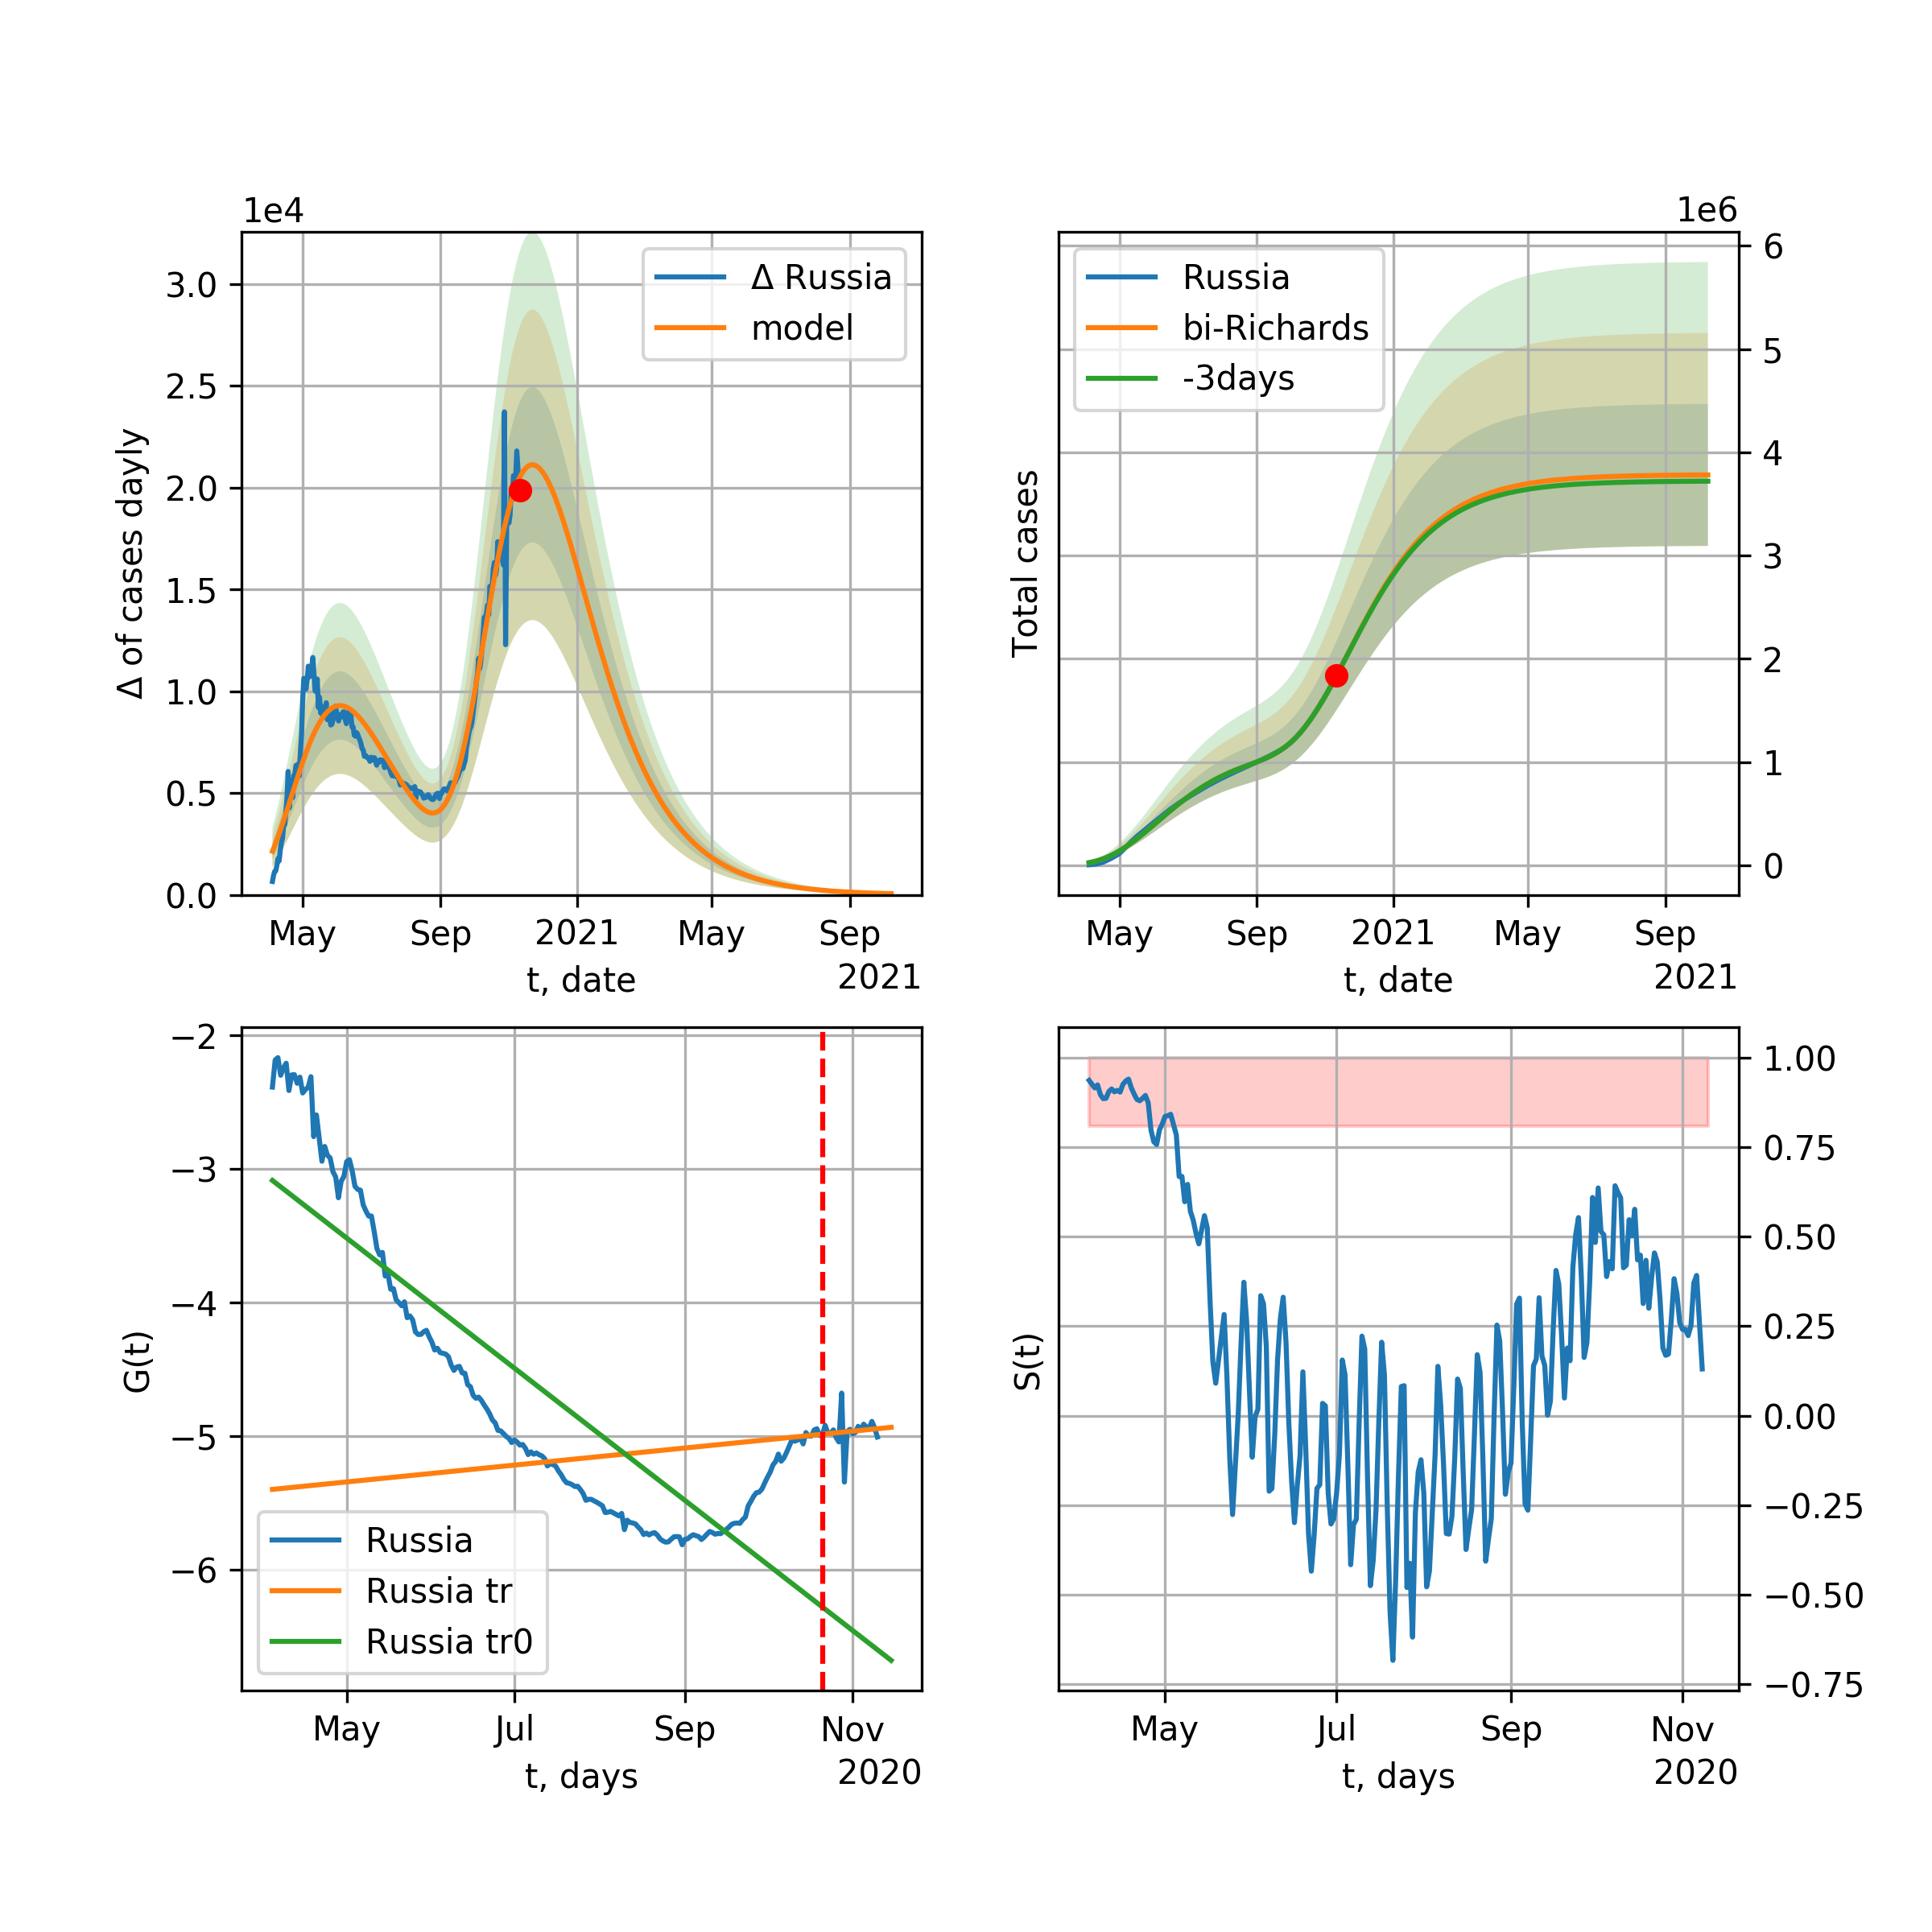 1e4
3.0
2.5
2.0
1.5
1.0
0.5
0.0
Δ of cases dayly
Δ Russia
model
May Sep 2021 May Sep
t, date
2021
1e6
6
5
4
3
2
1
0
Total cases
Russia
bi-Richards
-3days
May Sep 2021 May Sep
t, date
2021
−2
−3
−4
−5
−6
G(t)
Russia
Russia tr
Russia tr0
May Jul Sep Nov
t, days
2020
1.00
0.75
0.50
0.25
0.00
−0.25
−0.50
−0.75
S(t)
May Jul Sep Nov
t, days
2020